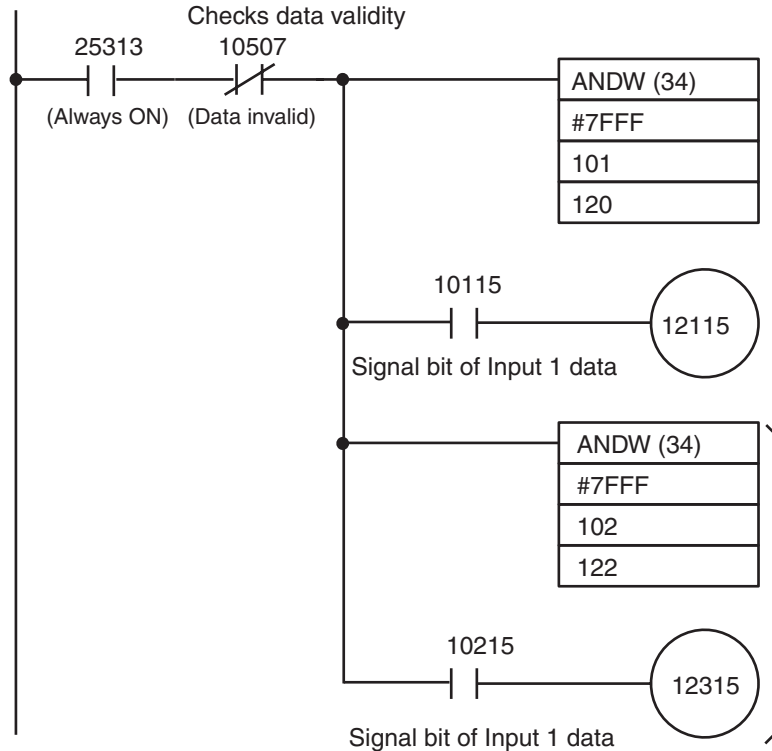 Checks data validity
25313
10507
(Always ON)
(Data invalid)
ANDW (34)
#7FFF
101
120
10115
12115
Signal bit of Input 1 data
ANDW (34)
#7FFF
102
122
10215
12315
Signal bit of Input 1 data